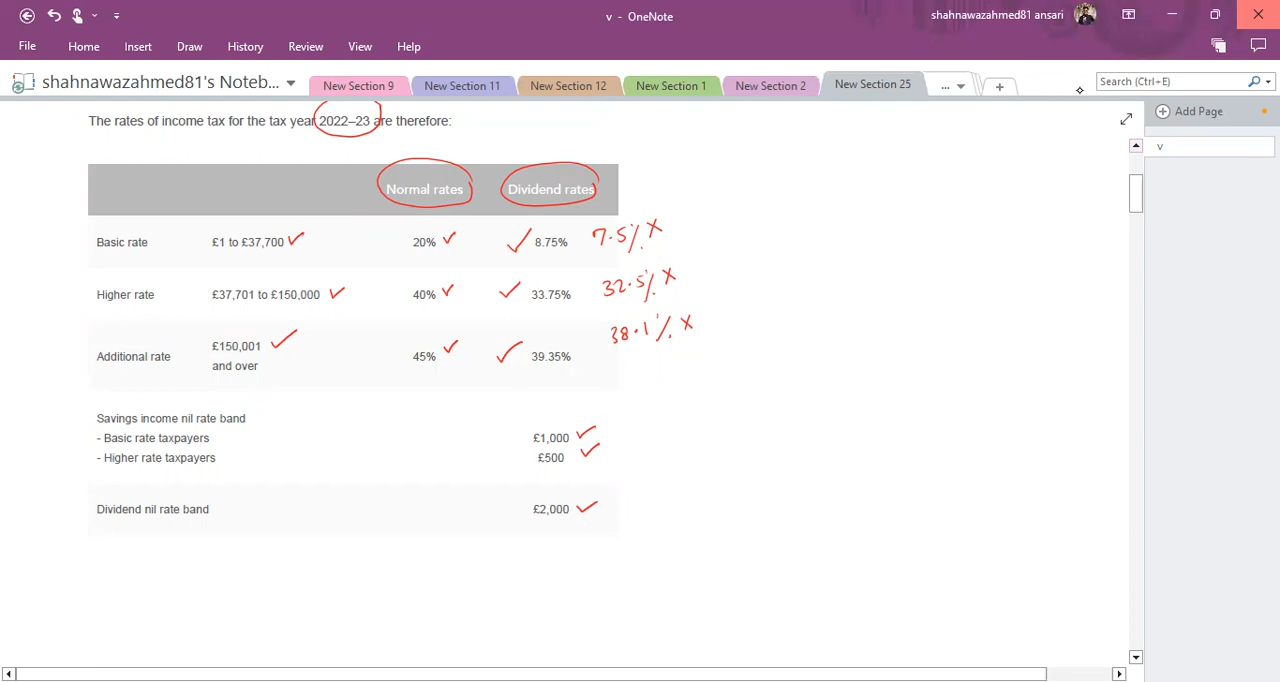 v - OneNote
shahnawazahmed81 ansari
File Home Insert Draw History Review View Help
shahnawazahmed81's Noteb...
New Section 9
New Section 11
New Section 12
New Section 1
New Section 2
New Section 25
...
+
Search (Ctrl+E)
Add Page
v
The rates of income tax for the tax year 2022–23 are therefore:
Normal rates Dividend rates
Basic rate £1 to £37,700 20% 8.75% 7.5% x
Higher rate £37,701 to £150,000 40% 33.75% 32.5% x
Additional rate £150,001 and over 45% 39.35% 38.1% x
Savings income nil rate band
- Basic rate taxpayers £1,000
- Higher rate taxpayers £500
Dividend nil rate band £2,000